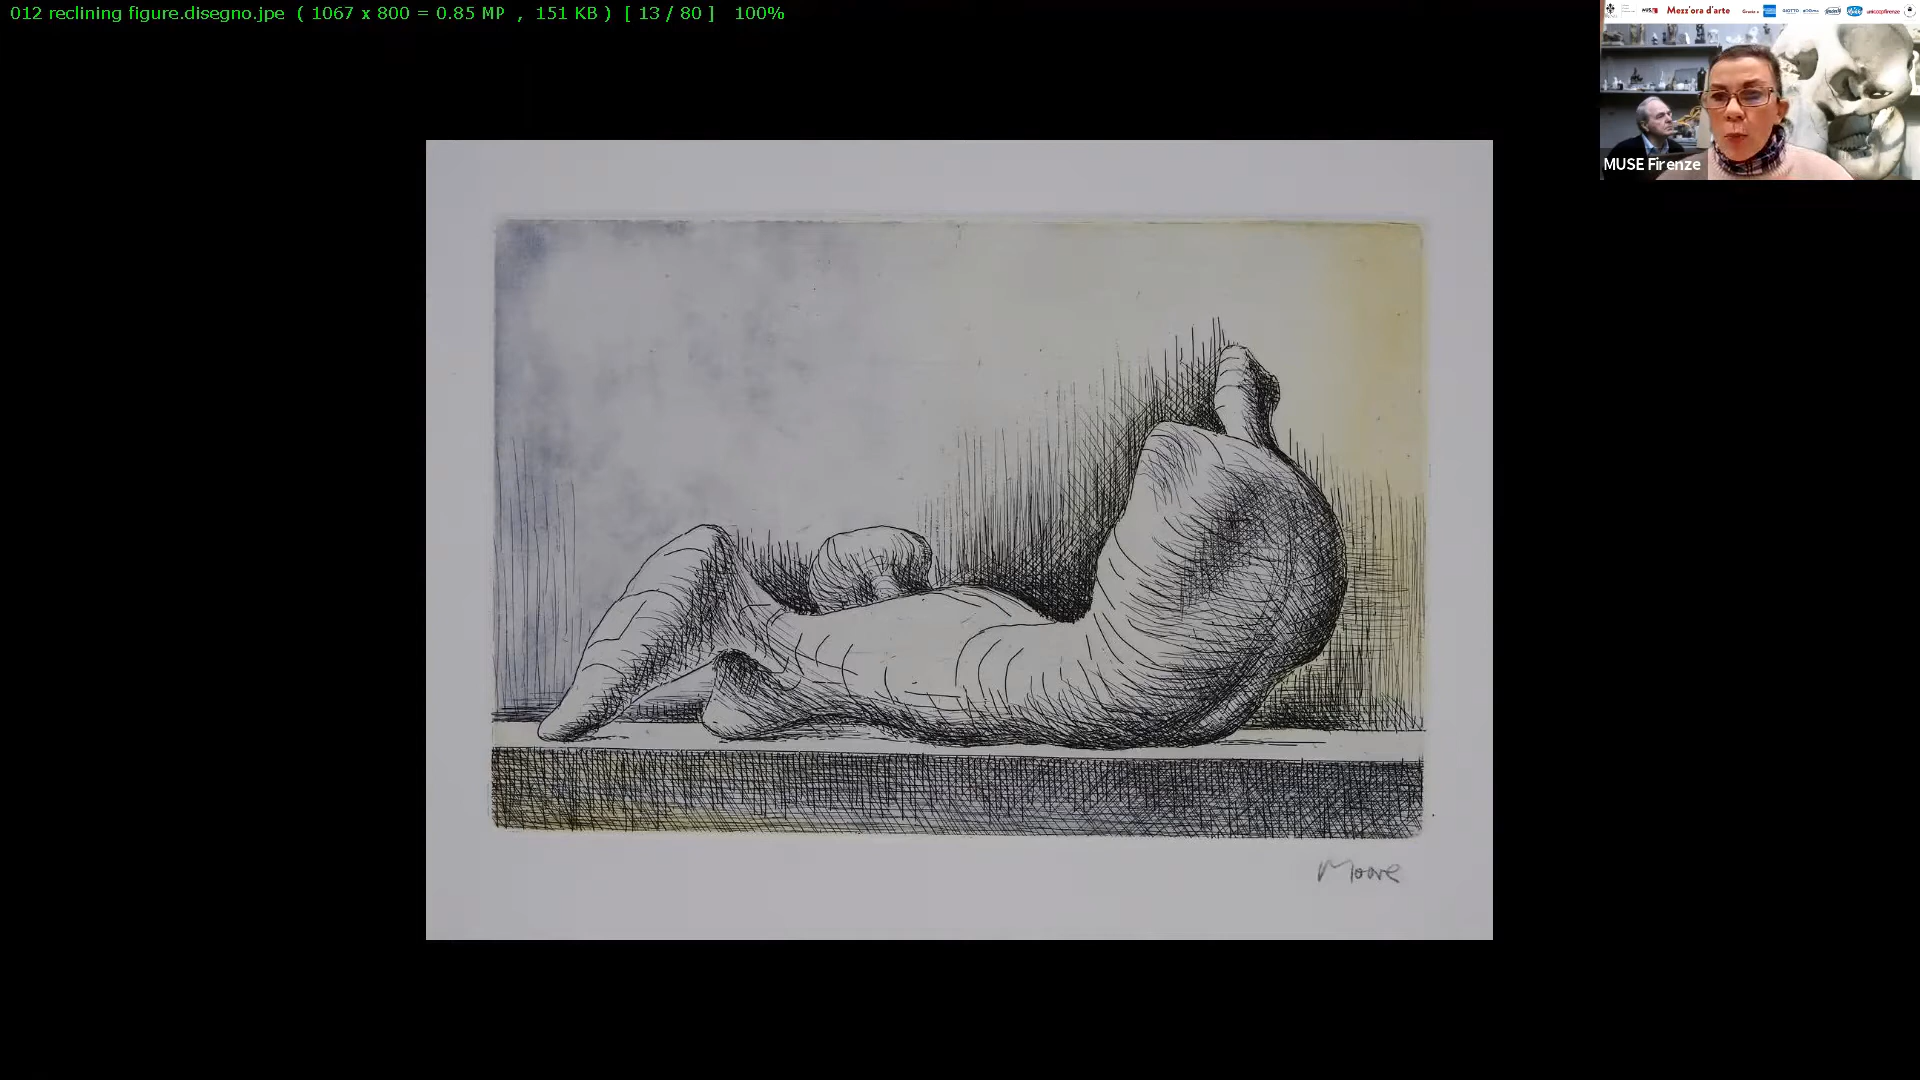 012 reclining figure.disegno.jpe ( 1067 x 800 = 0.85 MP , 151 KB ) [ 13 / 80 ] 100%
Mezz'ora d'arte
MUSE Firenze
Moore